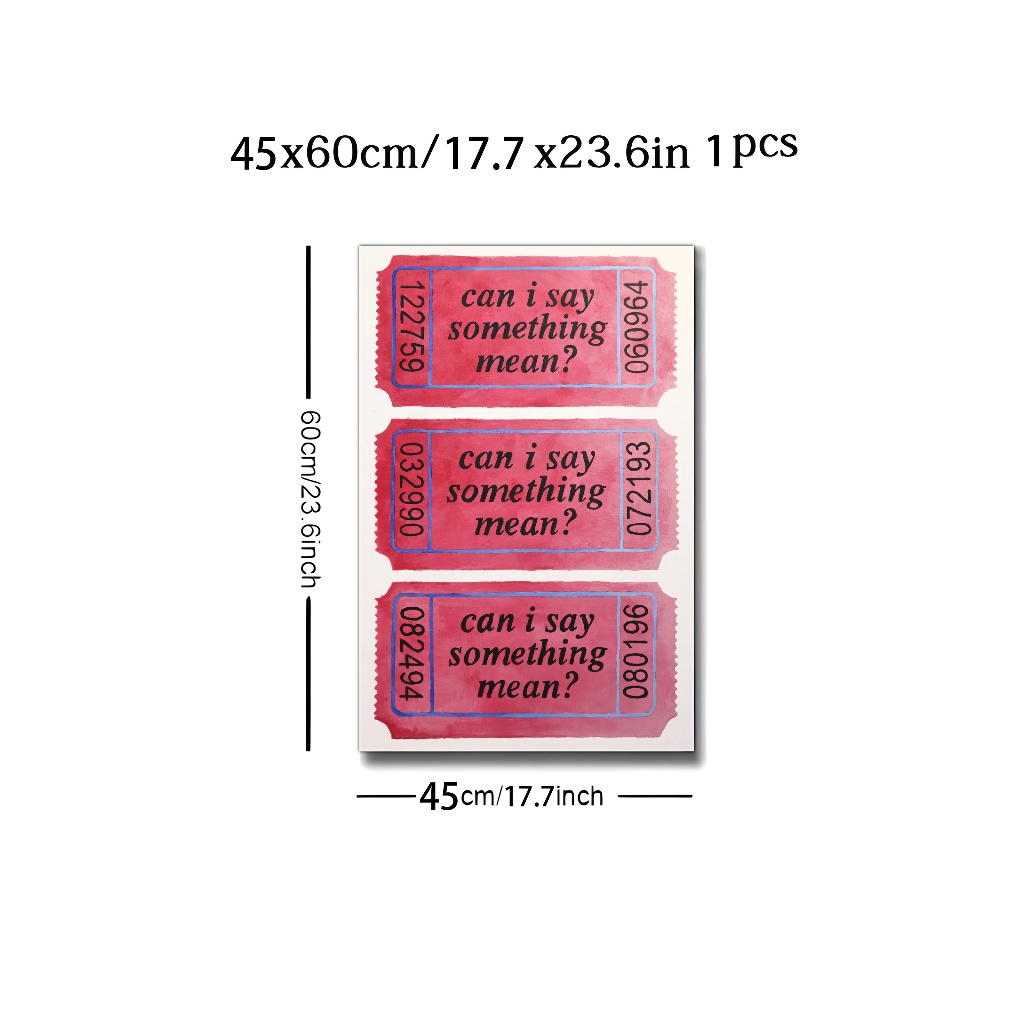 45x60cm/17.7 x23.6in 1pcs
60cm/23.6inch
122759
can i say
something
mean?
060964
032990
can i say
something
mean?
072193
082494
can i say
something
mean?
080196
45cm/17.7inch